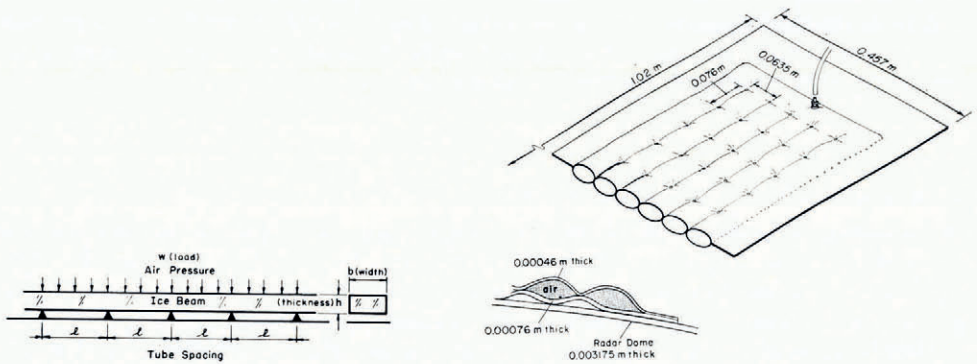 W (load)
Air Pressure
b (width)
Ice Beam
(thickness) h
ℓ ℓ ℓ ℓ
Tube Spacing
1.02 m
0.457 m
0.076 m
0.0635 m
0.00046 m thick
air
0.00076 m thick
Radar Dome
0.003175 m thick